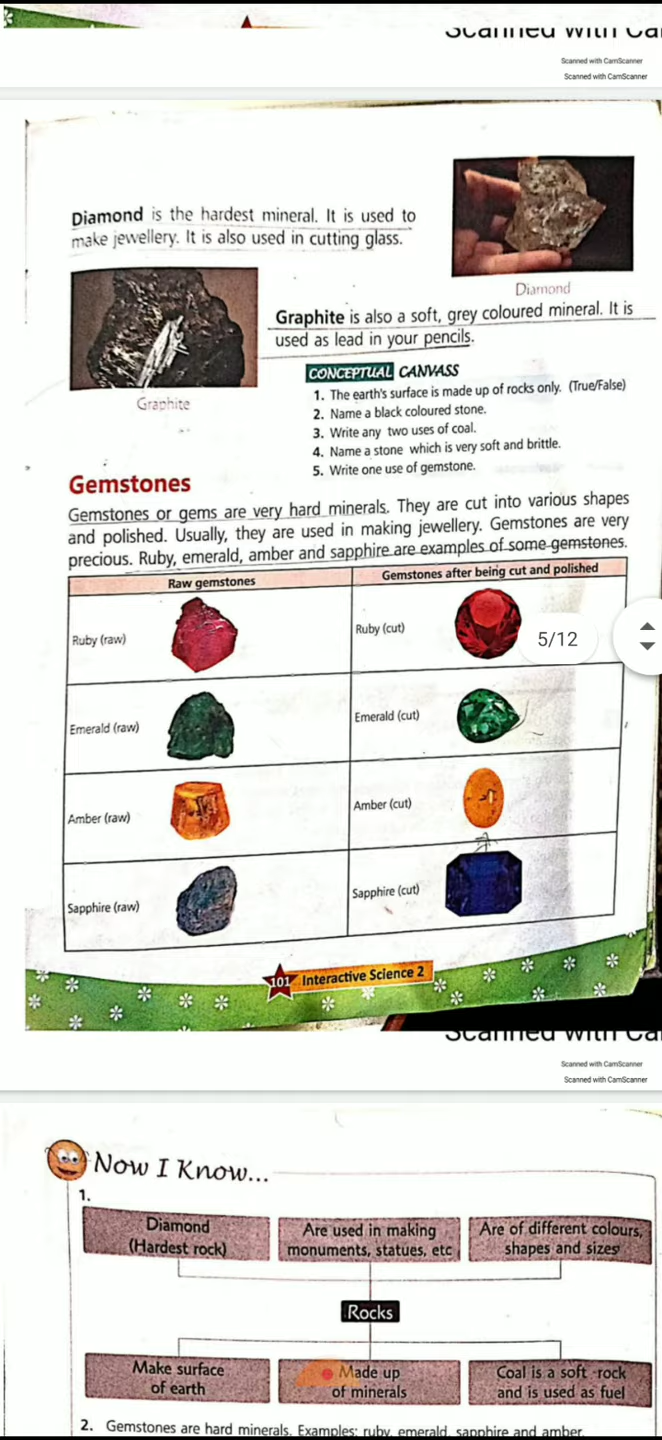 Scanned with CamScanner
Scanned with CamScanner
Diamond is the hardest mineral. It is used to
make jewellery. It is also used in cutting glass.
Diamond
Graphite is also a soft, grey coloured mineral. It is
used as lead in your pencils.
Graphite
CONCEPTUAL CANVASS
1. The earth's surface is made up of rocks only. (True/False)
2. Name a black coloured stone.
3. Write any two uses of coal.
4. Name a stone which is very soft and brittle.
5. Write one use of gemstone.
Gemstones
Gemstones or gems are very hard minerals. They are cut into various shapes
and polished. Usually, they are used in making jewellery. Gemstones are very
precious. Ruby, emerald, amber and sapphire are examples of some gemstones.
Raw gemstones
Gemstones after being cut and polished
Ruby (raw)
Ruby (cut)
5/12
Emerald (raw)
Emerald (cut)
Amber (raw)
Amber (cut)
Sapphire (raw)
Sapphire (cut)
101 Interactive Science 2
Scanned with CamScanner
Scanned with CamScanner
Now I Know...
1.
Diamond
(Hardest rock)
Are used in making
monuments, statues, etc
Are of different colours,
shapes and sizes
Rocks
Make surface
of earth
Made up
of minerals
Coal is a soft rock
and is used as fuel
2. Gemstones are hard minerals. Examples: ruby, emerald, sapphire and amber.